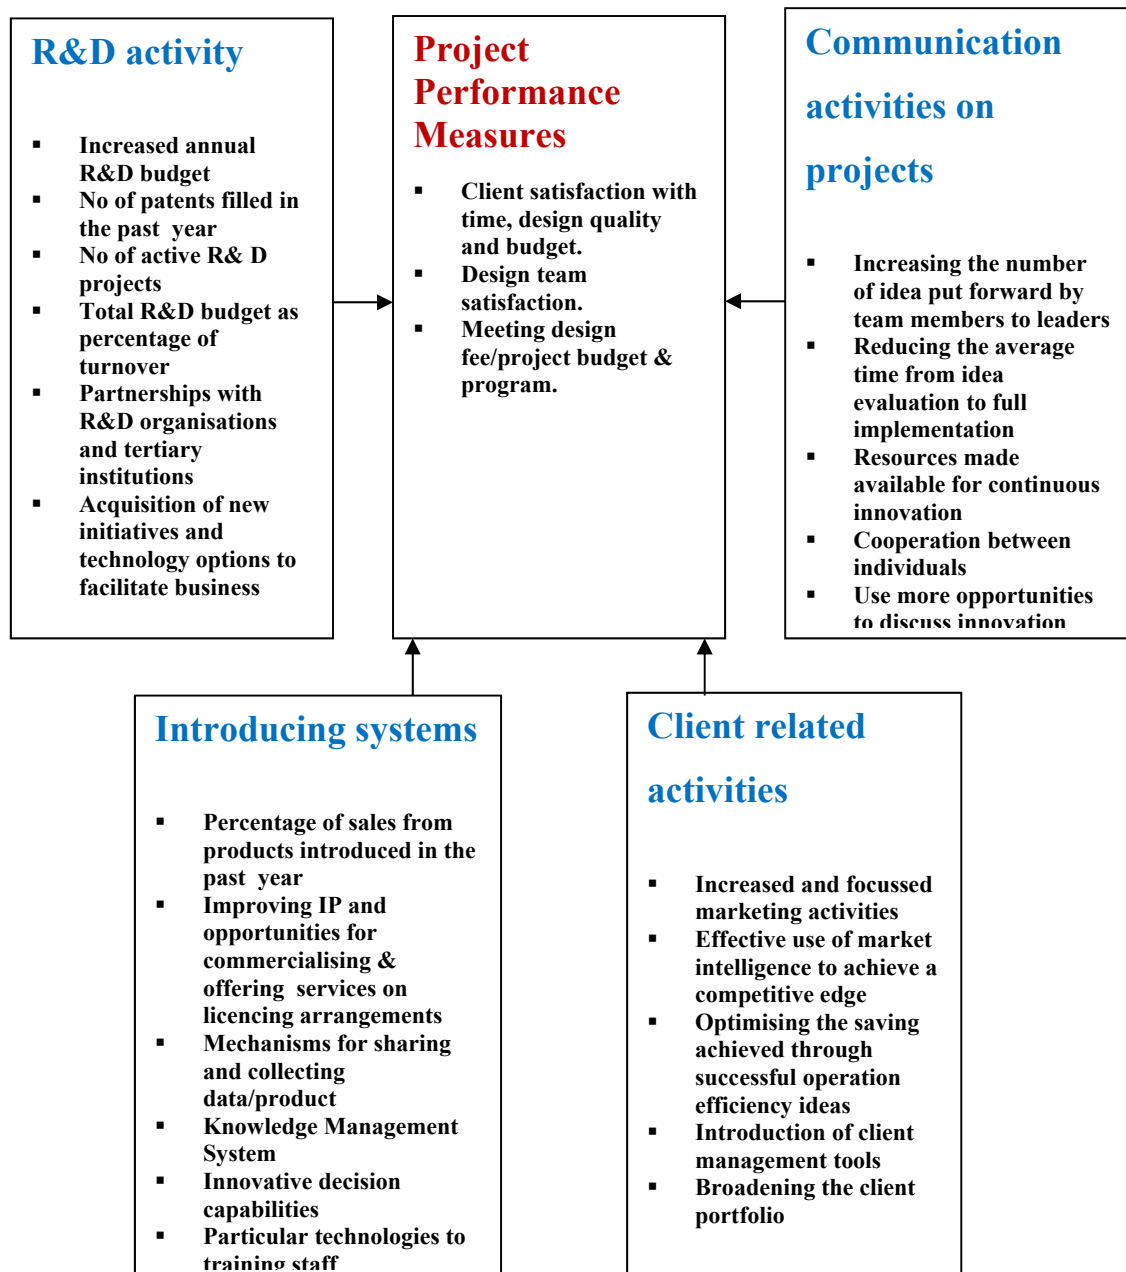 R&D activity
▪ Increased annual
R&D budget
▪ No of patents filled in
the past year
▪ No of active R& D
projects
▪ Total R&D budget as
percentage of
turnover
▪ Partnerships with
R&D organisations
and tertiary
institutions
▪ Acquisition of new
initiatives and
technology options to
facilitate business
Project
Performance
Measures
▪ Client satisfaction with
time, design quality
and budget.
▪ Design team
satisfaction.
▪ Meeting design
fee/project budget &
program.
Communication
activities on
projects
▪ Increasing the number
of idea put forward by
team members to leaders
▪ Reducing the average
time from idea
evaluation to full
implementation
▪ Resources made
available for continuous
innovation
▪ Cooperation between
individuals
▪ Use more opportunities
to discuss innovation
Introducing systems
▪ Percentage of sales from
products introduced in the
past year
▪ Improving IP and
opportunities for
commercialising &
offering services on
licencing arrangements
▪ Mechanisms for sharing
and collecting
data/product
▪ Knowledge Management
System
▪ Innovative decision
capabilities
▪ Particular technologies to
training staff
Client related
activities
▪ Increased and focussed
marketing activities
▪ Effective use of market
intelligence to achieve a
competitive edge
▪ Optimising the saving
achieved through
successful operation
efficiency ideas
▪ Introduction of client
management tools
▪ Broadening the client
portfolio